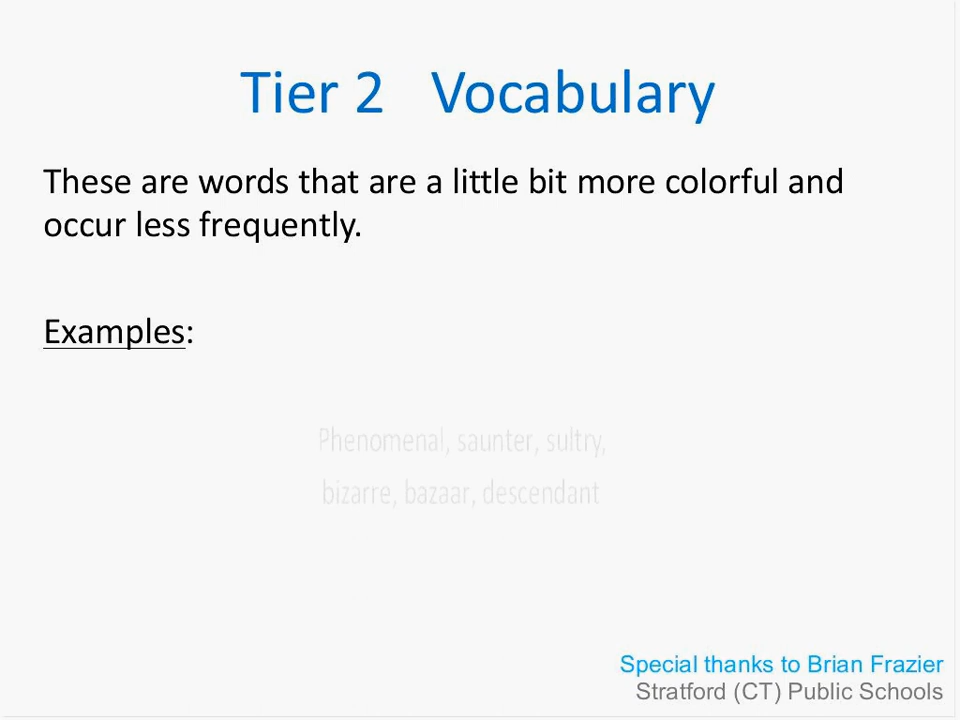 Tier 2 Vocabulary
These are words that are a little bit more colorful and
occur less frequently.
Examples:
Phenomenal, saunter, sultry,
bizarre, bazaar, descendant
Special thanks to Brian Frazier
Stratford (CT) Public Schools